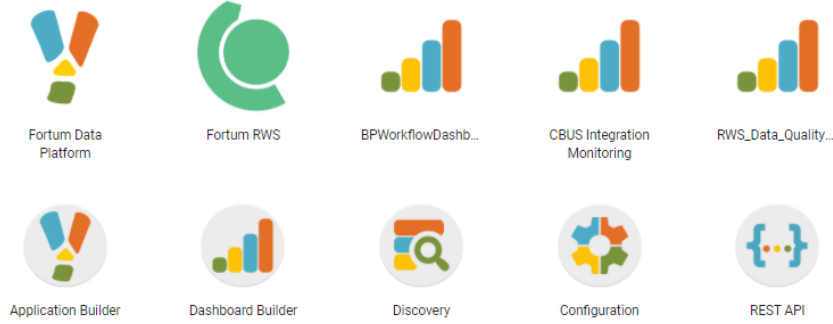 Fortum Data
Platform
Fortum RWS
BPWorkflowDashb...
CBUS Integration
Monitoring
RWS_Data_Quality...
Application Builder
Dashboard Builder
Discovery
Configuration
REST API